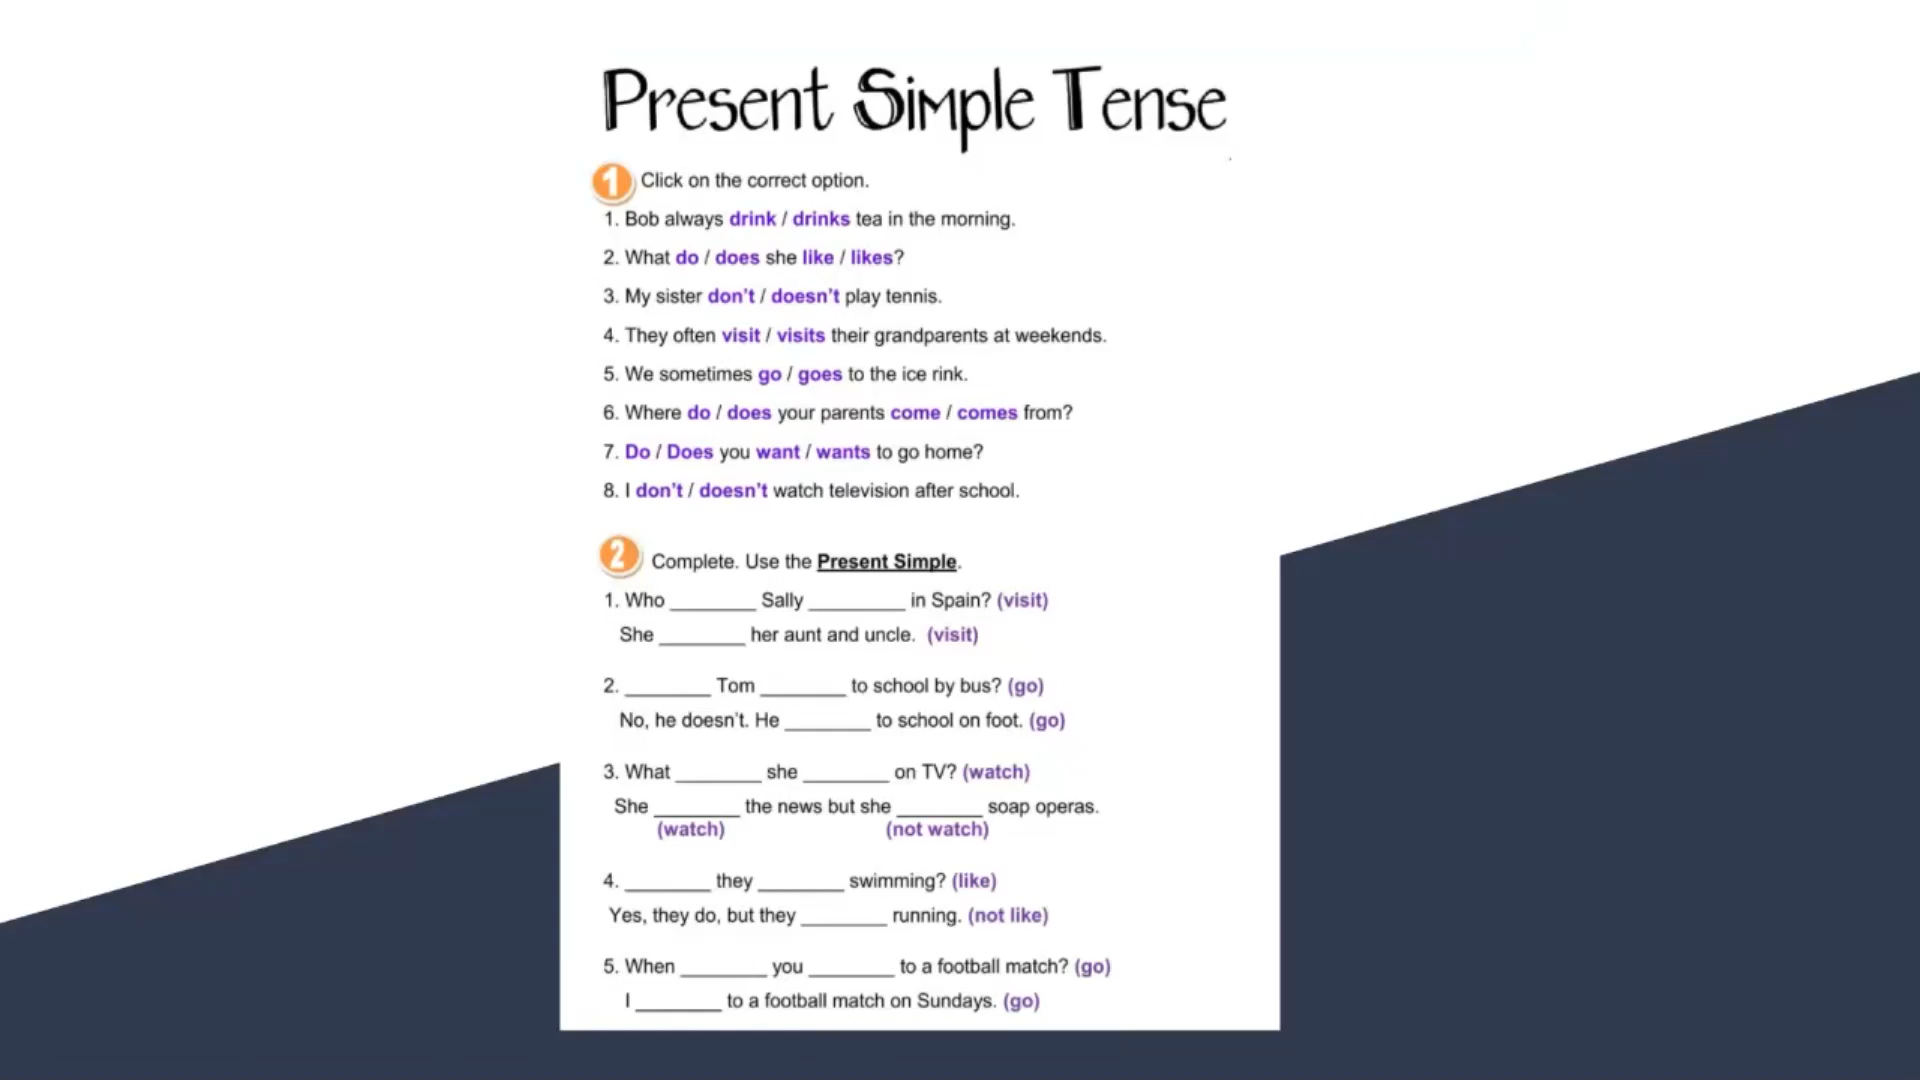 Present Simple Tense
1 Click on the correct option.
1. Bob always drink / drinks tea in the morning.
2. What do / does she like / likes?
3. My sister don't / doesn't play tennis.
4. They often visit / visits their grandparents at weekends.
5. We sometimes go / goes to the ice rink.
6. Where do / does your parents come / comes from?
7. Do / Does you want / wants to go home?
8. I don't / doesn't watch television after school.
2 Complete. Use the Present Simple.
1. Who ________ Sally _________ in Spain? (visit)
She ________ her aunt and uncle. (visit)
2. ________ Tom ________ to school by bus? (go)
No, he doesn't. He ________ to school on foot. (go)
3. What ________ she ________ on TV? (watch)
She ________ the news but she ________ soap operas.
(watch) (not watch)
4. ________ they ________ swimming? (like)
Yes, they do, but they ________ running. (not like)
5. When ________ you ________ to a football match? (go)
I ________ to a football match on Sundays. (go)